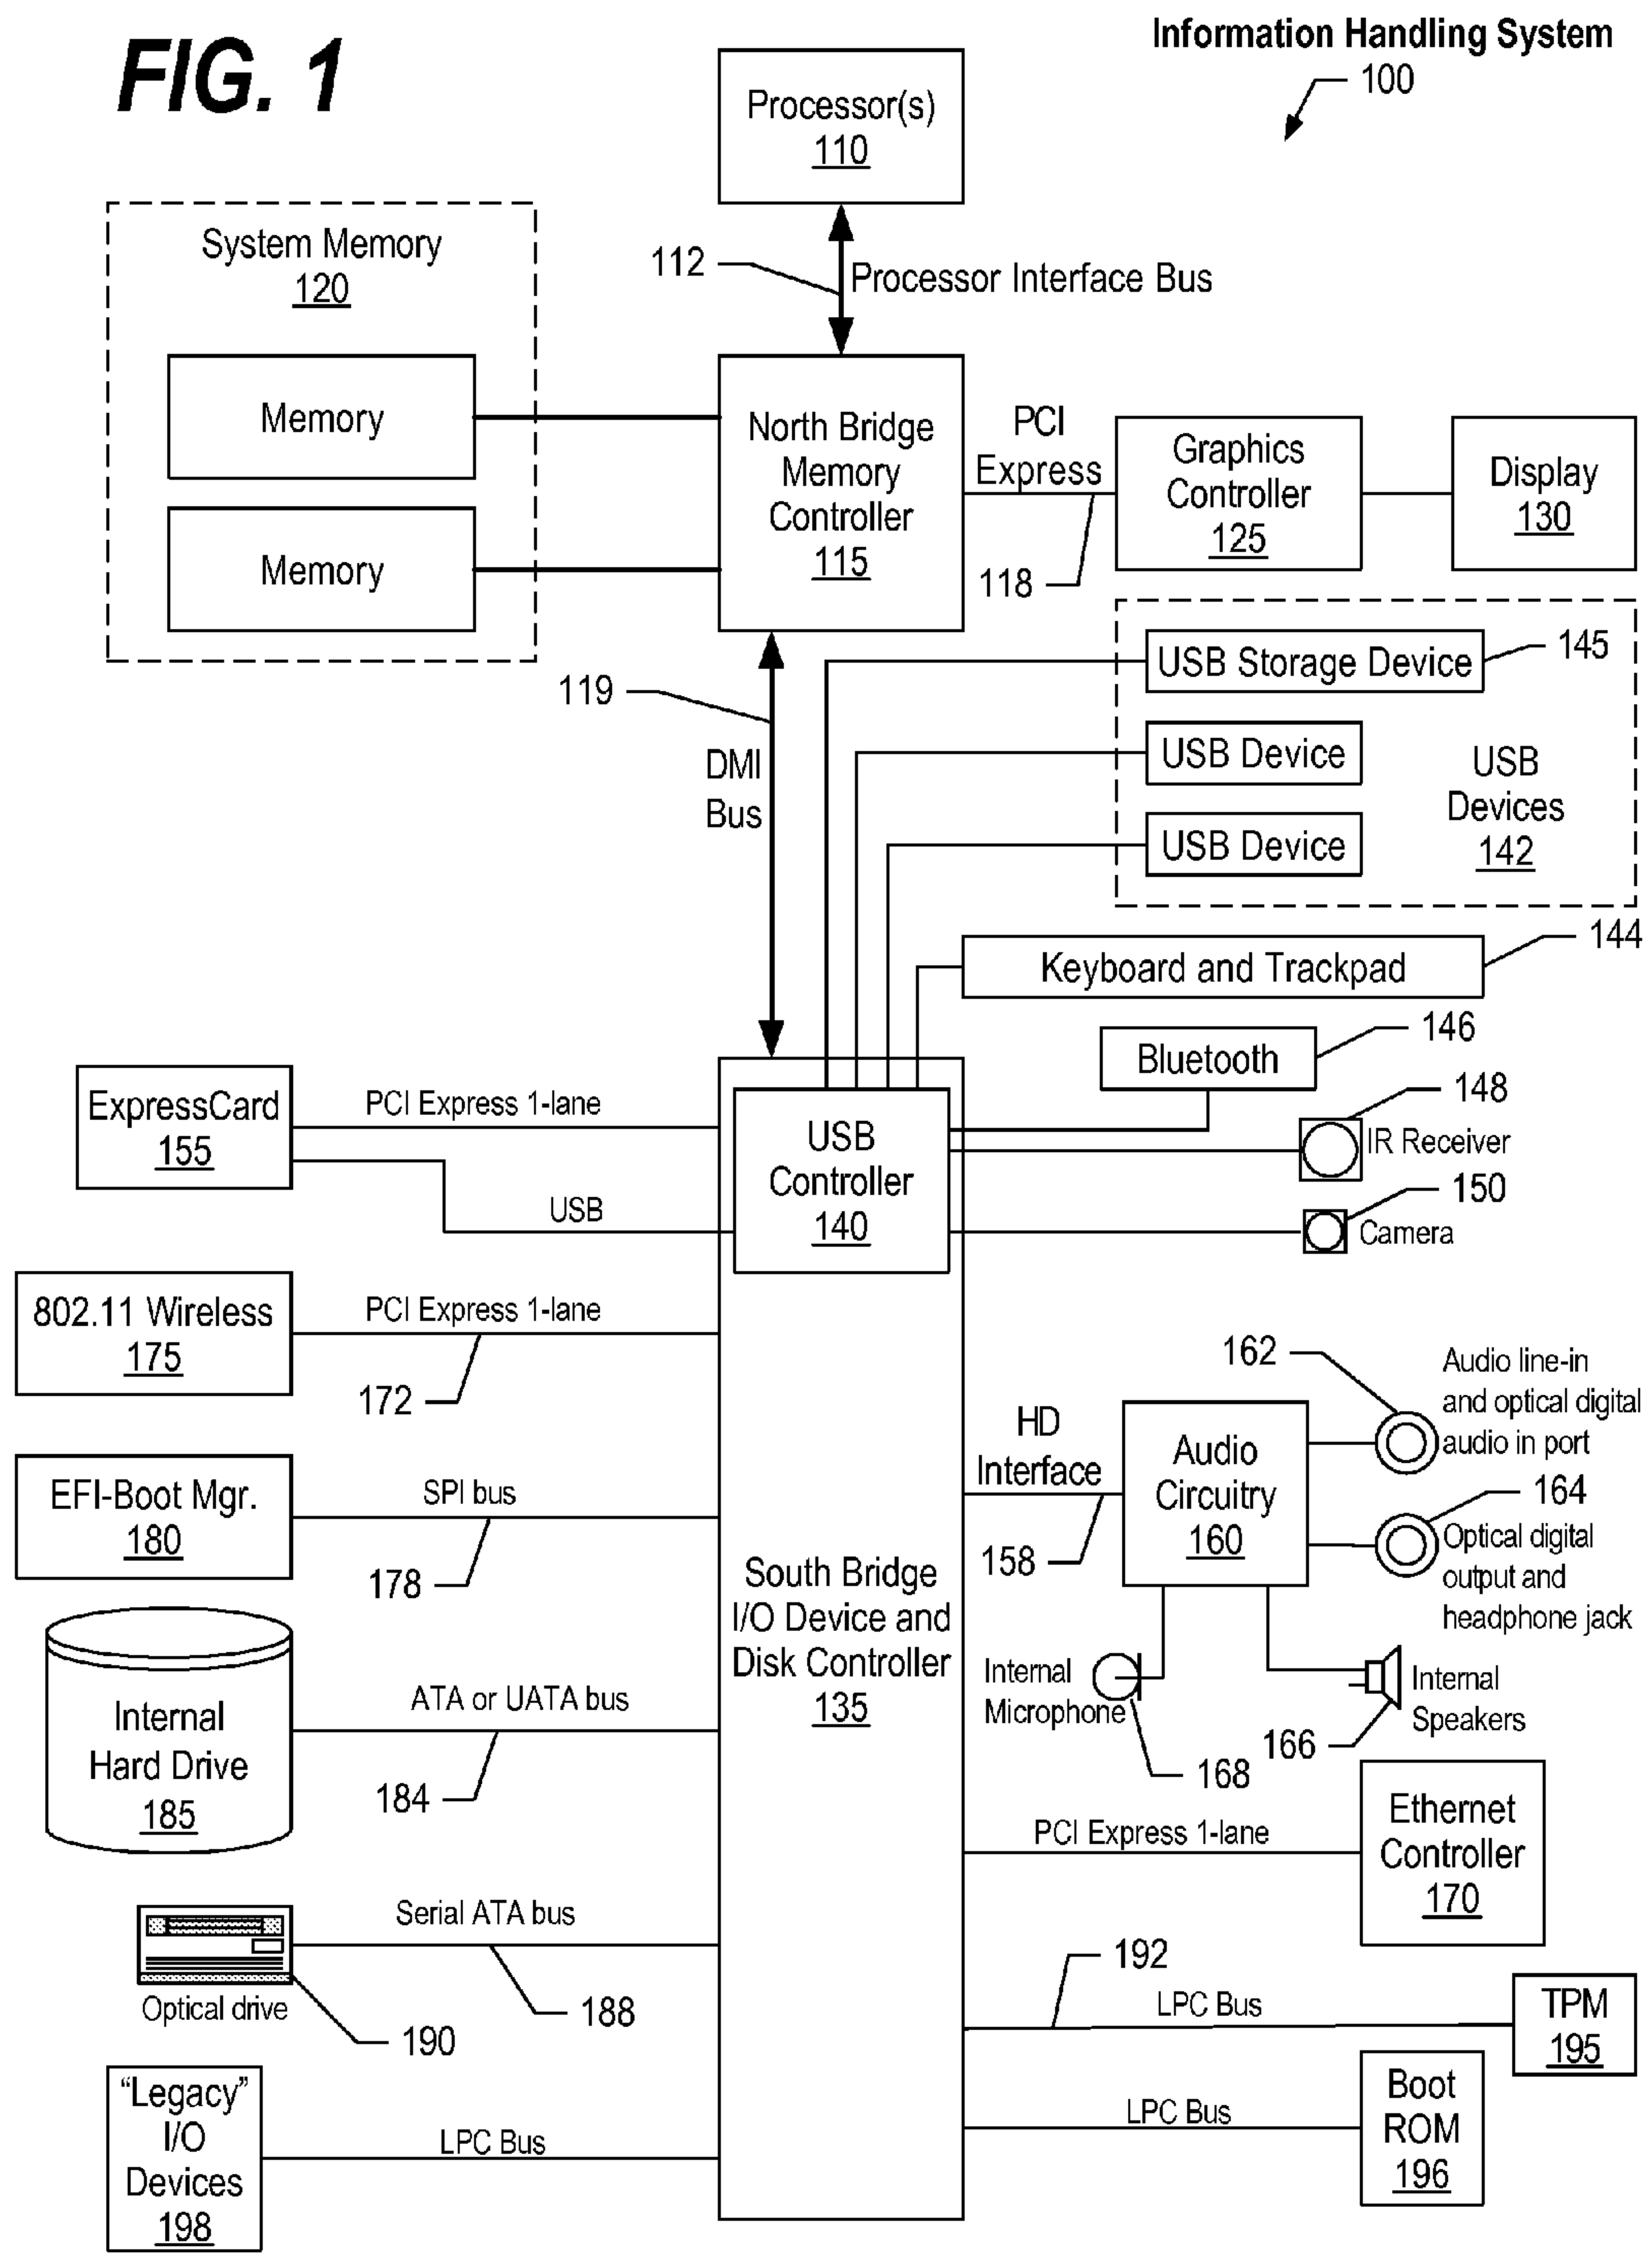 FIG. 1
Information Handling System
100
Processor(s)
110
112
Processor Interface Bus
System Memory
120
Memory
Memory
North Bridge
Memory
Controller
115
PCI
Express
118
Graphics
Controller
125
Display
130
119
DMI
Bus
USB Storage Device
145
USB Device
USB Device
USB
Devices
142
Keyboard and Trackpad
144
Bluetooth
146
148
IR Receiver
150
Camera
ExpressCard
155
PCI Express 1-lane
USB
USB
Controller
140
802.11 Wireless
175
PCI Express 1-lane
172
EFI-Boot Mgr.
180
SPI bus
178
South Bridge
I/O Device and
Disk Controller
135
HD
Interface
158
Audio
Circuitry
160
162
Audio line-in
and optical digital
audio in port
164
Optical digital
output and
headphone jack
Internal
Microphone
168
166
Internal
Speakers
Internal
Hard Drive
185
ATA or UATA bus
184
PCI Express 1-lane
Ethernet
Controller
170
Optical drive
190
Serial ATA bus
188
192
LPC Bus
TPM
195
"Legacy"
I/O
Devices
198
LPC Bus
LPC Bus
Boot
ROM
196